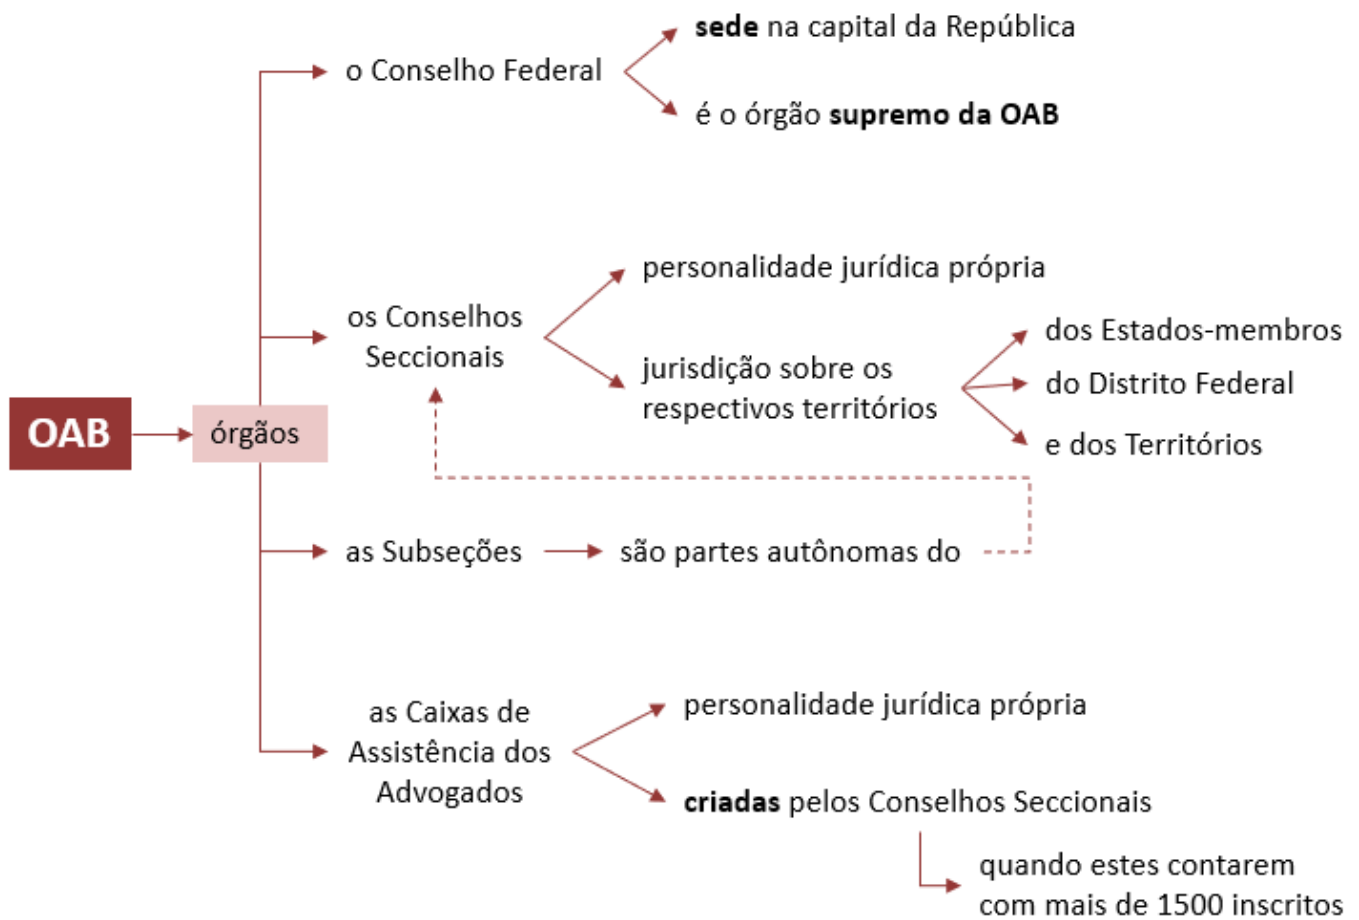 OAB
órgãos
o Conselho Federal
sede na capital da República
é o órgão supremo da OAB
os Conselhos
Seccionais
personalidade jurídica própria
jurisdição sobre os
respectivos territórios
dos Estados-membros
do Distrito Federal
e dos Territórios
as Subseções
são partes autônomas do
as Caixas de
Assistência dos
Advogados
personalidade jurídica própria
criadas pelos Conselhos Seccionais
quando estes contarem
com mais de 1500 inscritos